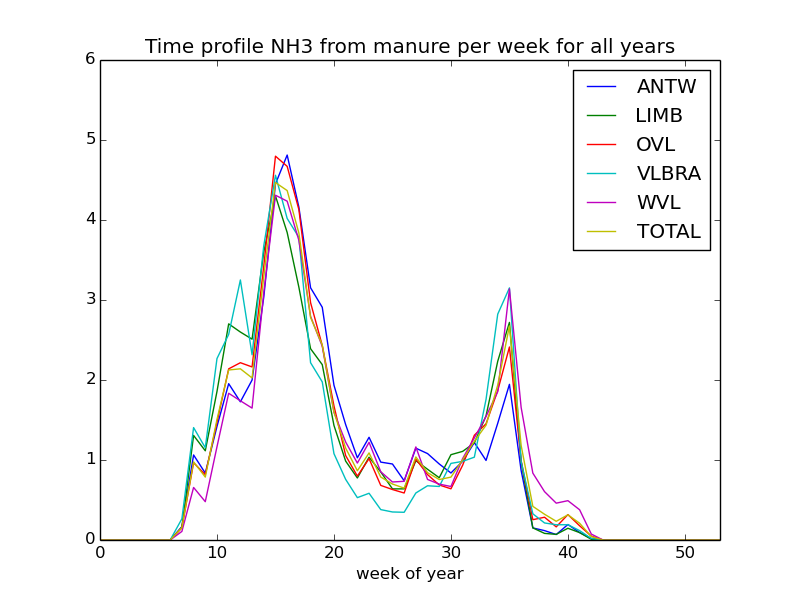 Time profile NH3 from manure per week for all years
6
5
4
3
2
1
0
ANTW
LIMB
OVL
VLBRA
WVL
TOTAL
0 10 20 30 40 50
week of year